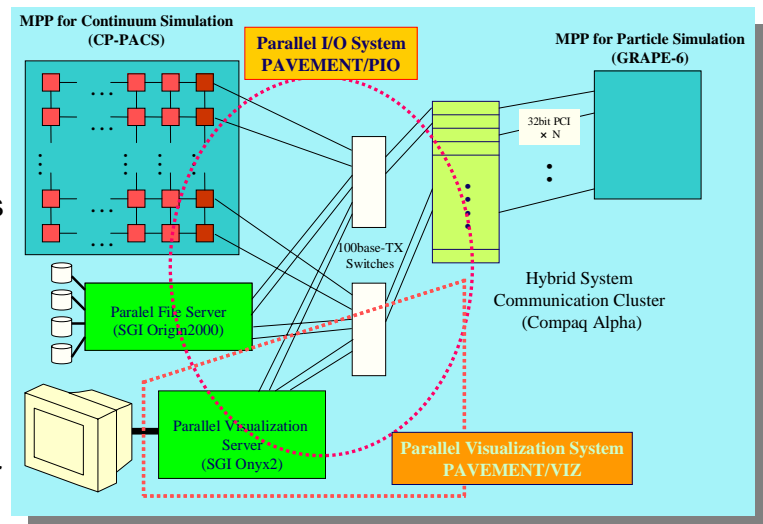 MPP for Continuum Simulation
(CP-PACS)
Parallel I/O System
PAVEMENT/PIO
MPP for Particle Simulation
(GRAPE-6)
32bit PCI
× N
s
100base-TX
Switches
Hybrid System
Communication Cluster
(Compaq Alpha)
Paralel File Server
(SGI Origin2000)
Parallel Visualization
Server
(SGI Onyx2)
Parallel Visualization System
PAVEMENT/VIZ